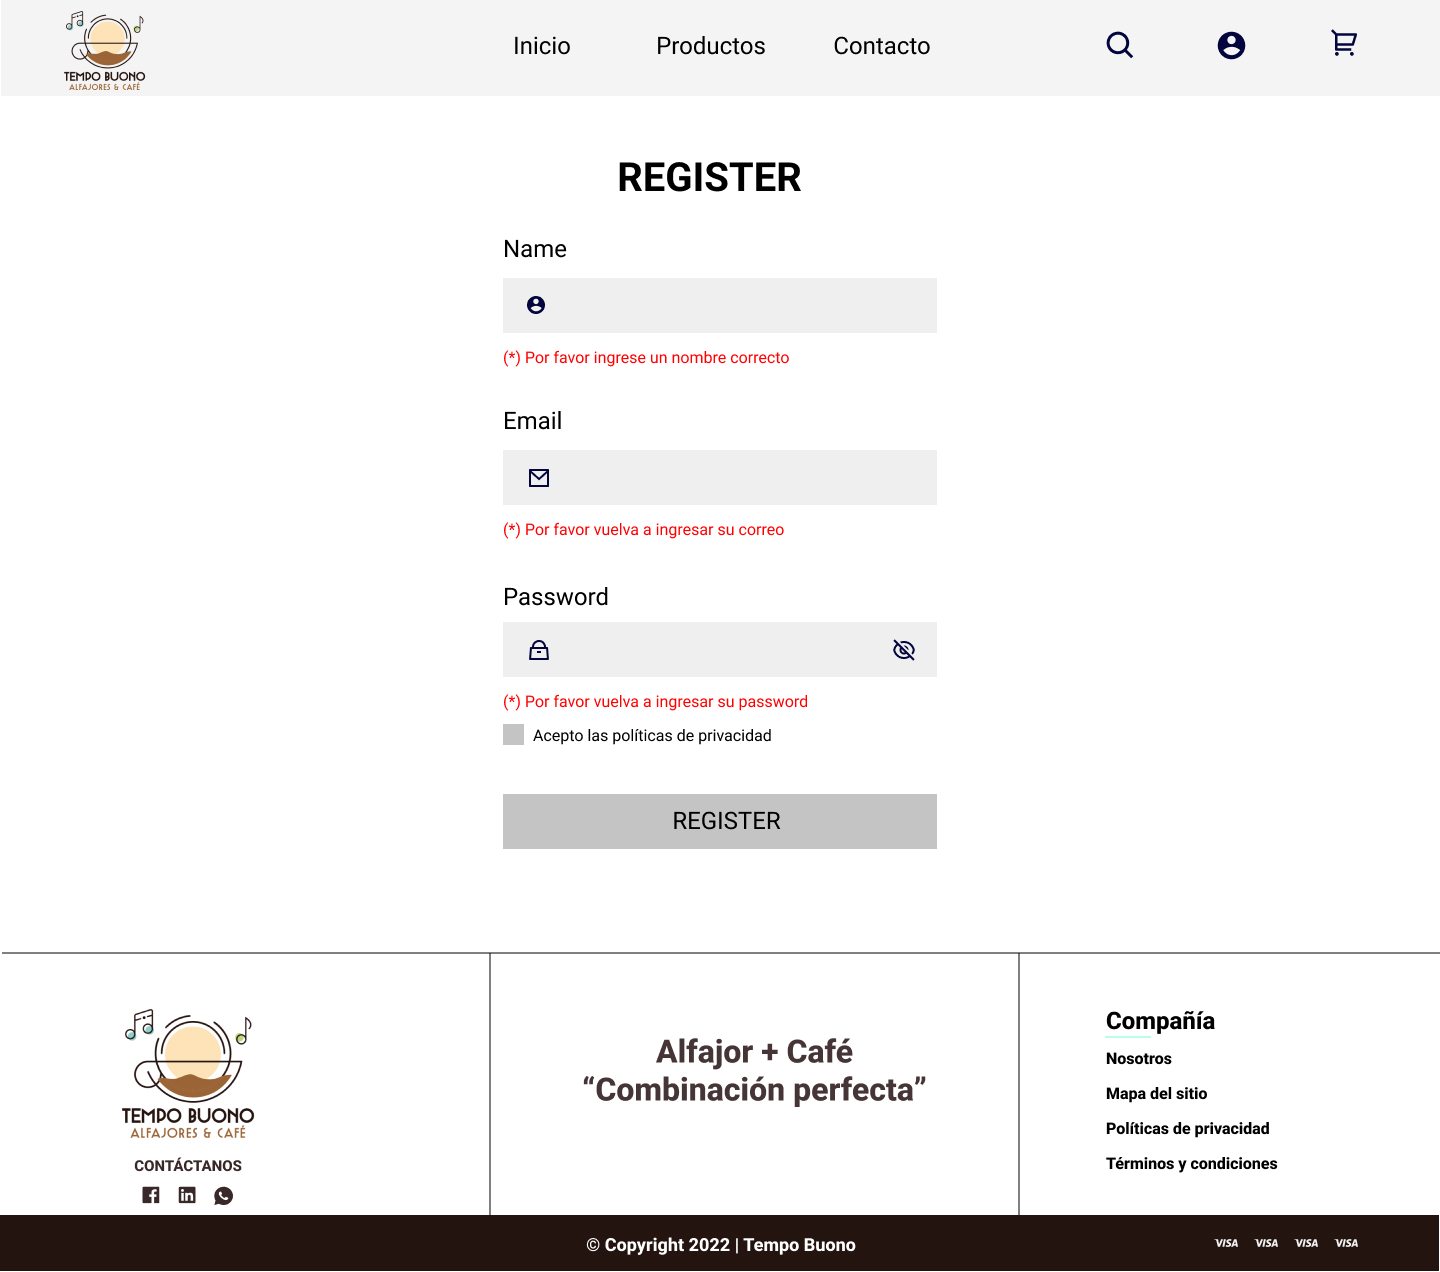 TEMPO BUONO
ALFAJORES & CAFÉ
Inicio
Productos
Contacto
REGISTER
Name
(*) Por favor ingrese un nombre correcto
Email
(*) Por favor vuelva a ingresar su correo
Password
(*) Por favor vuelva a ingresar su password
Acepto las políticas de privacidad
REGISTER
TEMPO BUONO
ALFAJORES & CAFÉ
CONTÁCTANOS
Alfajor + Café
“Combinación perfecta”
Compañía
Nosotros
Mapa del sitio
Políticas de privacidad
Términos y condiciones
© Copyright 2022 | Tempo Buono
VISA VISA VISA VISA